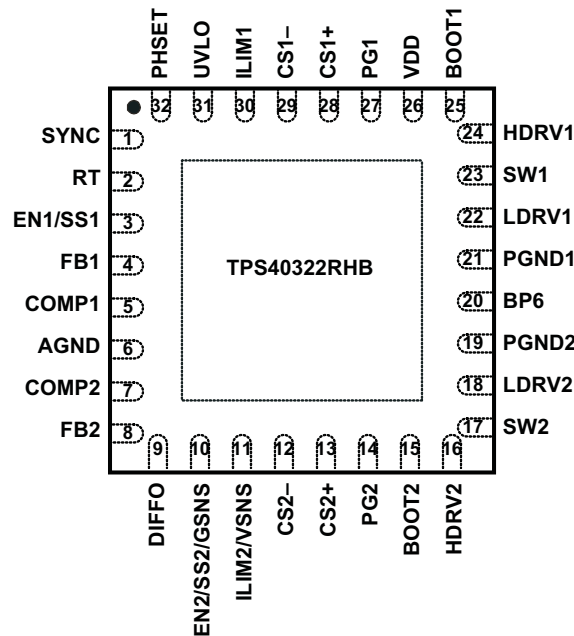 PHSET
UVLO
ILIM1
CS1–
CS1+
PG1
VDD
BOOT1
32
31
30
29
28
27
26
25
SYNC 1
RT 2
EN1/SS1 3
FB1 4
COMP1 5
AGND 6
COMP2 7
FB2 8
TPS40322RHB
24 HDRV1
23 SW1
22 LDRV1
21 PGND1
20 BP6
19 PGND2
18 LDRV2
17 SW2
9
10
11
12
13
14
15
16
DIFFO
EN2/SS2/GSNS
ILIM2/VSNS
CS2–
CS2+
PG2
BOOT2
HDRV2